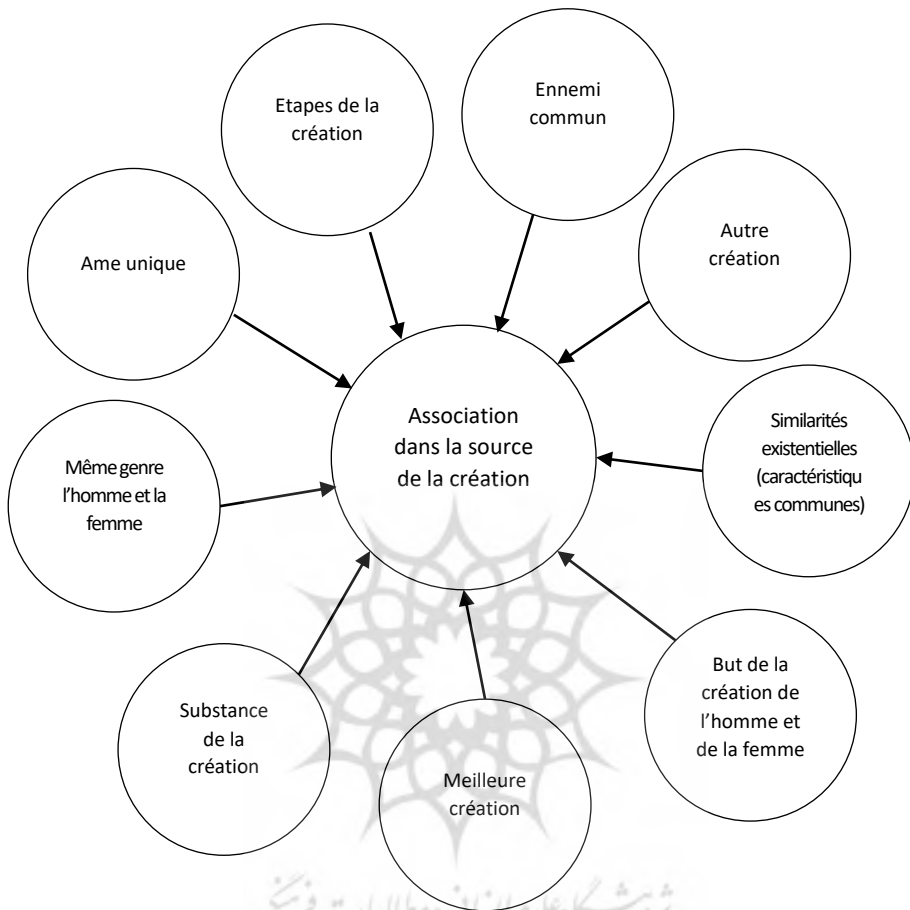 Etapes de la
création
Ennemi
commun
Autre
création
Ame unique
Association
dans la source
de la création
Similarités
existentielles
(caractéristiqu
es communes)
Même genre
l’homme et la
femme
But de la
création de
l’homme et
de la femme
Substance
de la
création
Meilleure
création